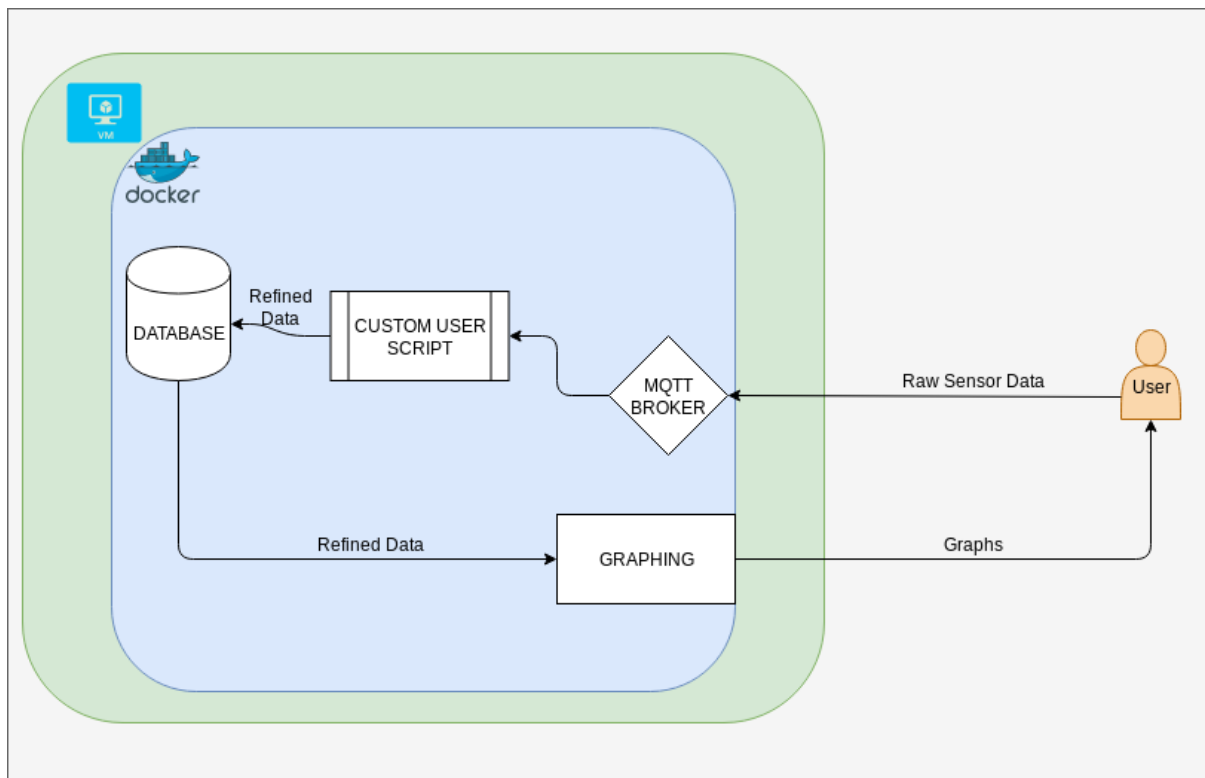 VM
docker
Refined
Data
DATABASE
CUSTOM USER
SCRIPT
MQTT
BROKER
Raw Sensor Data
User
Refined Data
GRAPHING
Graphs